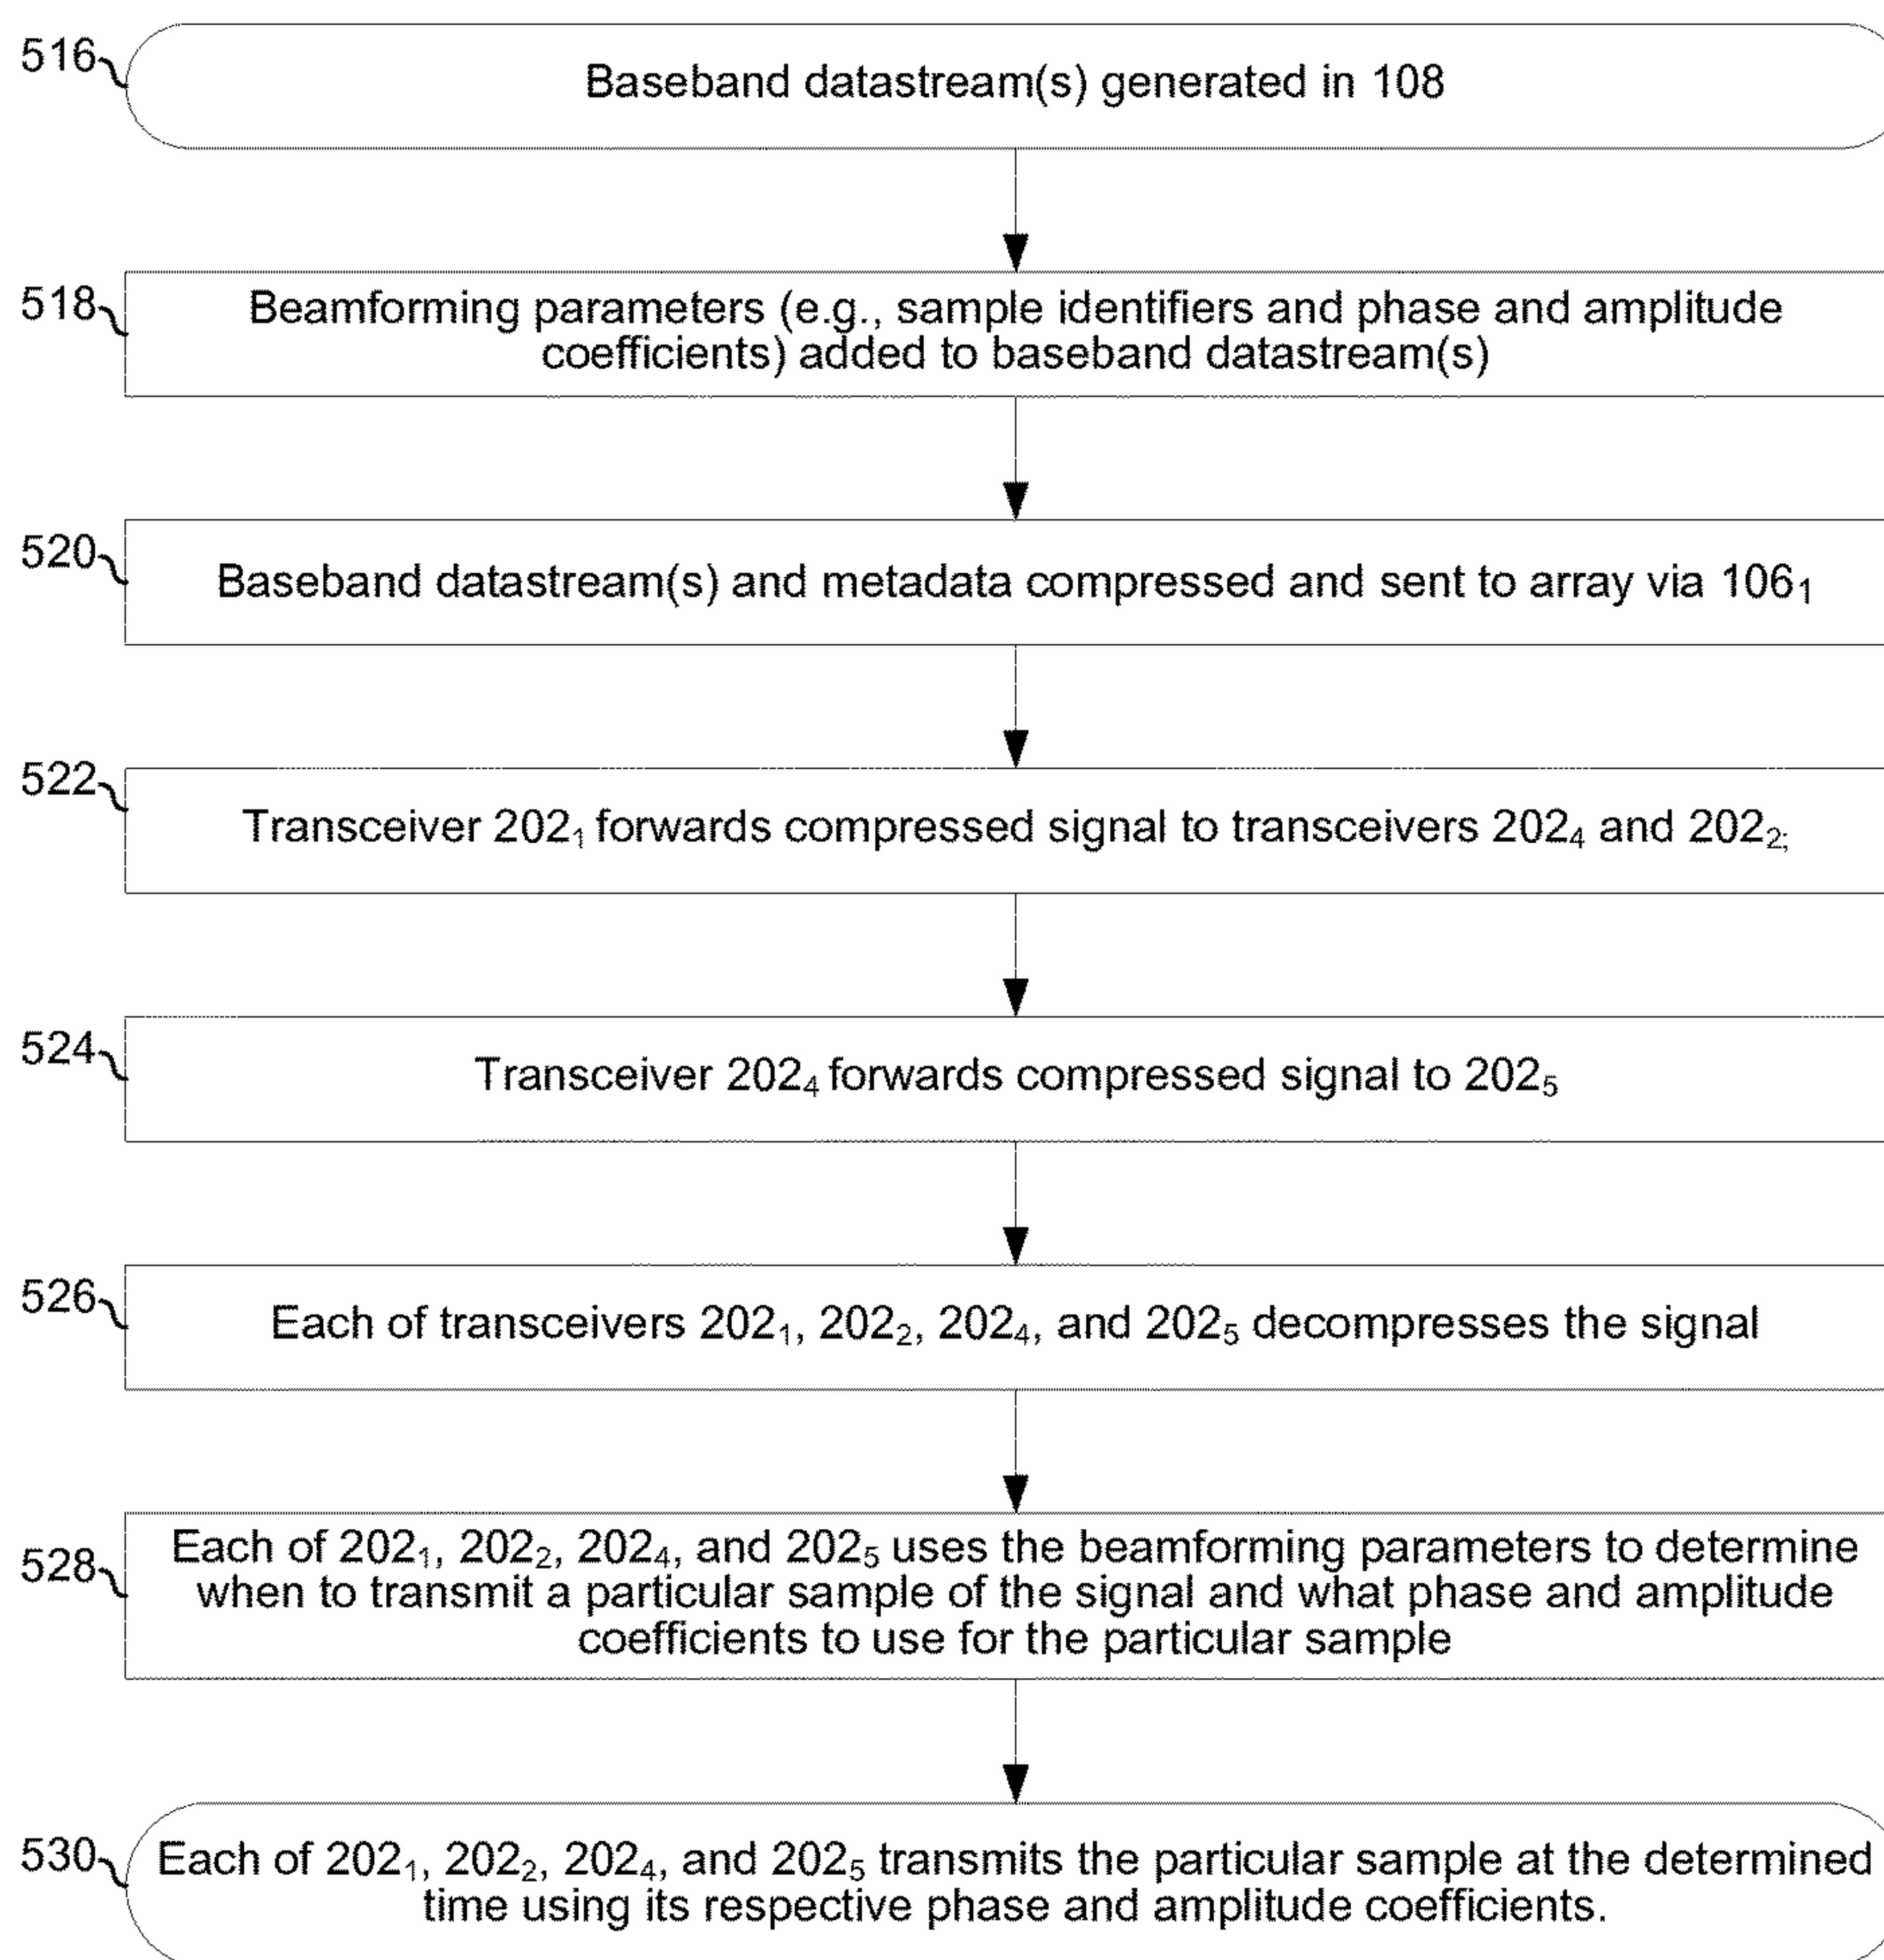 516
Baseband datastream(s) generated in 108
518
Beamforming parameters (e.g., sample identifiers and phase and amplitude
coefficients) added to baseband datastream(s)
520
Baseband datastream(s) and metadata compressed and sent to array via 106₁
522
Transceiver 202₁ forwards compressed signal to transceivers 202₄ and 202₂;
524
Transceiver 202₄ forwards compressed signal to 202₅
526
Each of transceivers 202₁, 202₂, 202₄, and 202₅ decompresses the signal
528
Each of 202₁, 202₂, 202₄, and 202₅ uses the beamforming parameters to determine
when to transmit a particular sample of the signal and what phase and amplitude
coefficients to use for the particular sample
530
Each of 202₁, 202₂, 202₄, and 202₅ transmits the particular sample at the determined
time using its respective phase and amplitude coefficients.